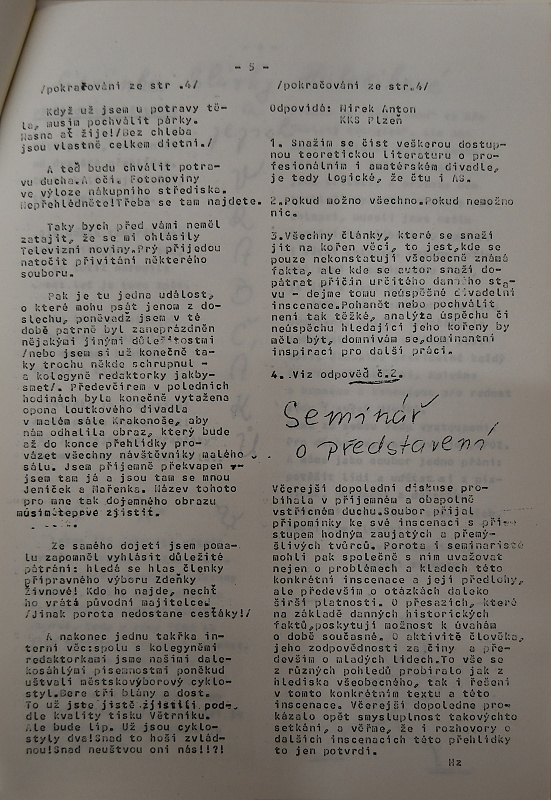 - 5 -
/pokračování ze str .4/
Když už jsem u potravy tě-
la, musím pochválit párky.
Masna ať žije!/Bez chleba
jsou vlastně celkem dietní./
A teď budu chválit potra-
vu ducha.A oči. Fotonoviny
ve výloze nákupního střediska.
Nepřehlédněte!Třeba se tam najdete.
Taky bych před vámi neměl
zatajit, že se mi ohlásily
Televizní noviny.Prý přijedou
natočit přivítání některého
souboru.
Pak je tu jedna událost,
o které mohu psát jenom z do-
slechu, poněvadž jsem v té
době patrně byl zaneprázdněn
nějakými jinými důležitostmi
/nebo jsem si už konečně ta-
ky trochu někde schrupnul -
a kolegyně redaktorky jakby-
smet/. Předevčírem v poledních
hodinách byla konečně vytažena
opona loutkového divadla
v malém sále Krakonoše, aby
nám odhalila obraz, který bude
až do konce přehlídky pro-
vázet všechny návštěvníky malého
sálu. Jsem příjemně překvapen -
jsem tam já a jsou tam se mnou
Jeníček a Mařenka. Název tohoto
pro mne tak dojemného obrazu
musím teprve zjistit.
Ze samého dojetí jsem poma-
lu zapomněl vyhlásit důležité
pátrání: hledá se hlas členky
přípravného výboru Zdeňky
Živnové! Kdo ho najde, nechť
ho vrátí původní majitelce!
/Jinak porota nedostane cesťáky!/
A nakonec jednu takřka in-
terní věc:spolu s kolegyněmi
redaktorkami jsme našimi dale-
kosáhlými písemnostmi poněkud
uštvali městskovýborový cyklo-
styl.Bere tři blány a dost.
To už jste jistě zjistili pod-
dle kvality tisku Větrníku.
Ale bude líp. Už jsou cyklo-
styly dva!Snad to hoši zvlád-
nou!Snad neuštvou oni nás!!?!
/pokračování ze str.4/
Odpovídá: Mirek Anton
KKS Plzeň
1. Snažím se číst veškerou dostup-
nou teoretickou literaturu o pro-
fesionálním i amatérském divadle,
je tedy logické, že čtu i AS.
2.Pokud možno všechno.Pokud nemožno
nic.
3.Všechny články, které se snaží
jít na kořen věci, to jest,kde se
pouze nekonstatují všeobecně známá
fakta, ale kde se autor snaží do-
pátrat příčin určitého daného sta-
vu - dejme tomu neúspěšné divadelní
inscenace.Pohanět nebo pochválit
není tak těžké, analýza úspěchu či
neúspěchu hledající jeho kořeny by
měla být, domnívám se,dominantní
inspirací pro další práci.
4. .Viz odpověď č.2.
Seminář
o představení
Včerejší dopolední diskuse pro-
bíhala v příjemném a obapolně
vstřícném duchu.Soubor přijal
připomínky ke své inscenaci s pří-
stupem hodným zaujatých a přemý-
šlivých tvůrců. Porota i seminaristé
mohli pak společně s ním uvažovat
nejen o problémech a kladech této
konkrétní inscenace a její předlohy,
ale především o otázkách daleko
širší platnosti. O přesazích, které
na základě daných historických
faktů,poskytují možnost k úvahám
o době současné. O aktivitě člověka,
jeho zodpovědnosti za činy a pře-
devším o mladých lidech.To vše se
z různých pohledů probíralo jak z
hlediska všeobecného, tak i řešení
v tomto konkrétním textu a této
inscenace. Včerejší dopoledne pro-
kázalo opět smysluplnost takovýchto
setkání, a věřme, že i rozhovory o
dalších inscenacích této přehlídky
to jen potvrdí.
Hz